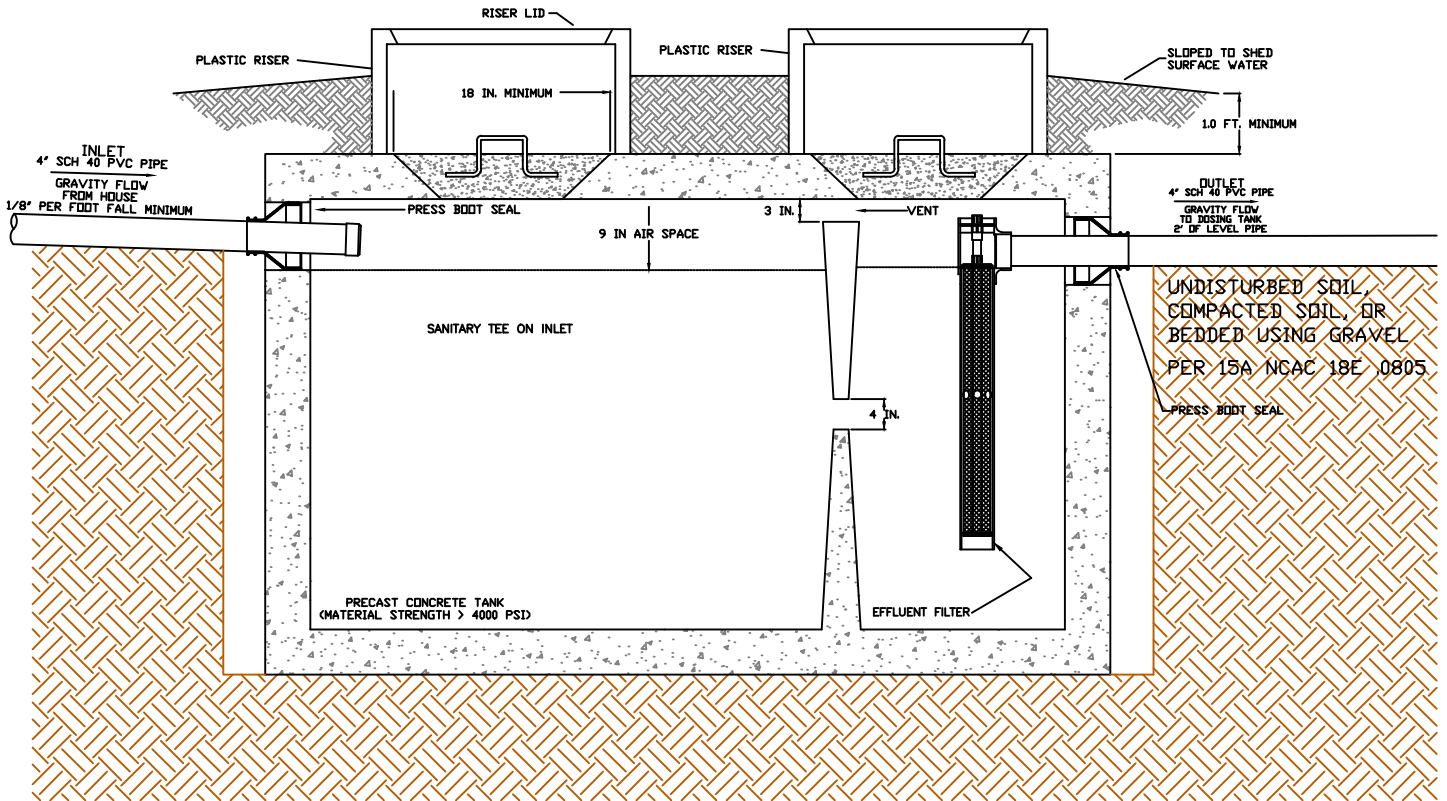 RISER LID
PLASTIC RISER
PLASTIC RISER
SLOPED TO SHED
SURFACE WATER
18 IN. MINIMUM
1.0 FT. MINIMUM
INLET
4" SCH 40 PVC PIPE
GRAVITY FLOW
FROM HOUSE
1/8" PER FOOT FALL MINIMUM
PRESS BOOT SEAL
9 IN AIR SPACE
3 IN.
VENT
OUTLET
4" SCH 40 PVC PIPE
GRAVITY FLOW
TO DOSING TANK
2' OF LEVEL PIPE
UNDISTURBED SOIL,
COMPACTED SOIL, OR
BEDDED USING GRAVEL
PER 15A NCAC 18E .0805
SANITARY TEE ON INLET
4 IN.
PRESS BOOT SEAL
PRECAST CONCRETE TANK
(MATERIAL STRENGTH > 4000 PSI)
EFFLUENT FILTER